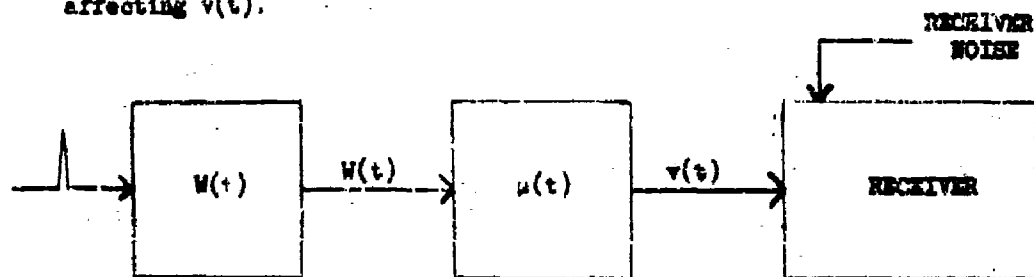 affecting v(t).
RECEIVER
NOISE
W(t)
W(t)
μ(t)
v(t)
RECEIVER